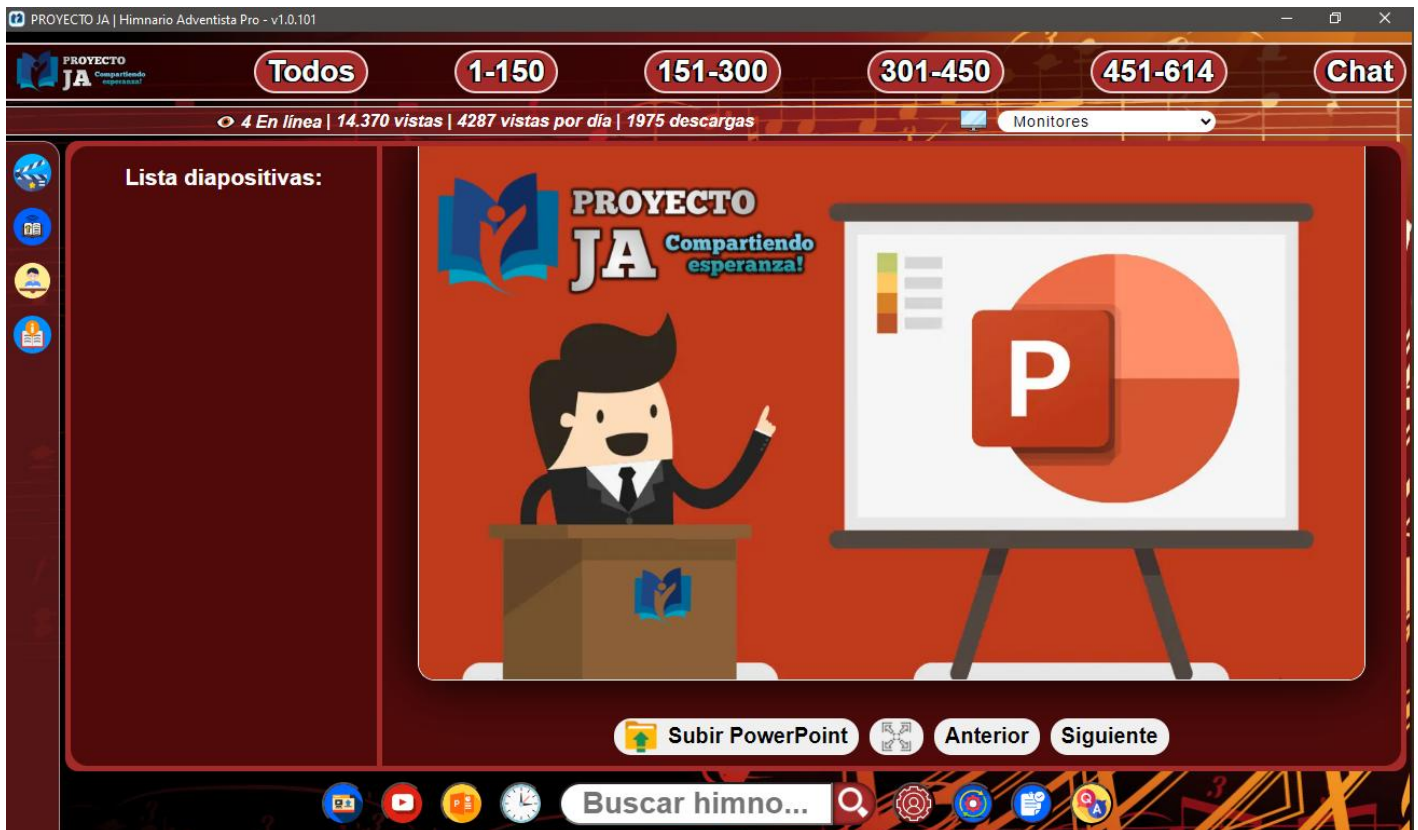 PROYECTO JA | Himnario Adventista Pro - v1.0.101
PROYECTO
JA Compartiendo
esperanza!
Todos
1-150
151-300
301-450
451-614
Chat
4 En línea | 14.370 vistas | 4287 vistas por día | 1975 descargas
Monitores
Lista diapositivas:
PROYECTO
JA Compartiendo
esperanza!
P
Subir PowerPoint
Anterior
Siguiente
Buscar himno...